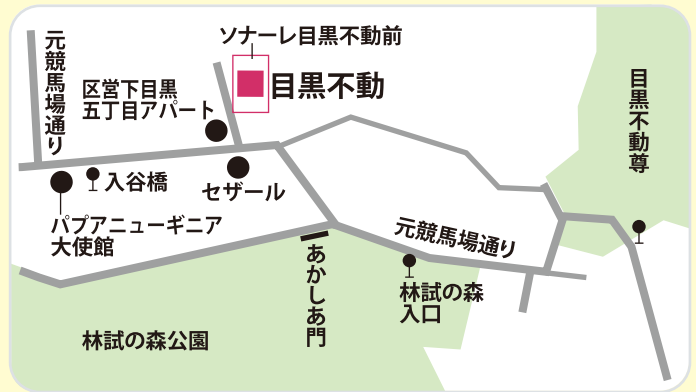 元競馬場通り
ソナーレ目黒不動前
目黒不動
区営下目黒
五丁目アパート
目黒不動尊
入谷橋
セザール
パプアニューギニア
大使館
元競馬場通り
あかしあ門
林試の森
入口
林試の森公園